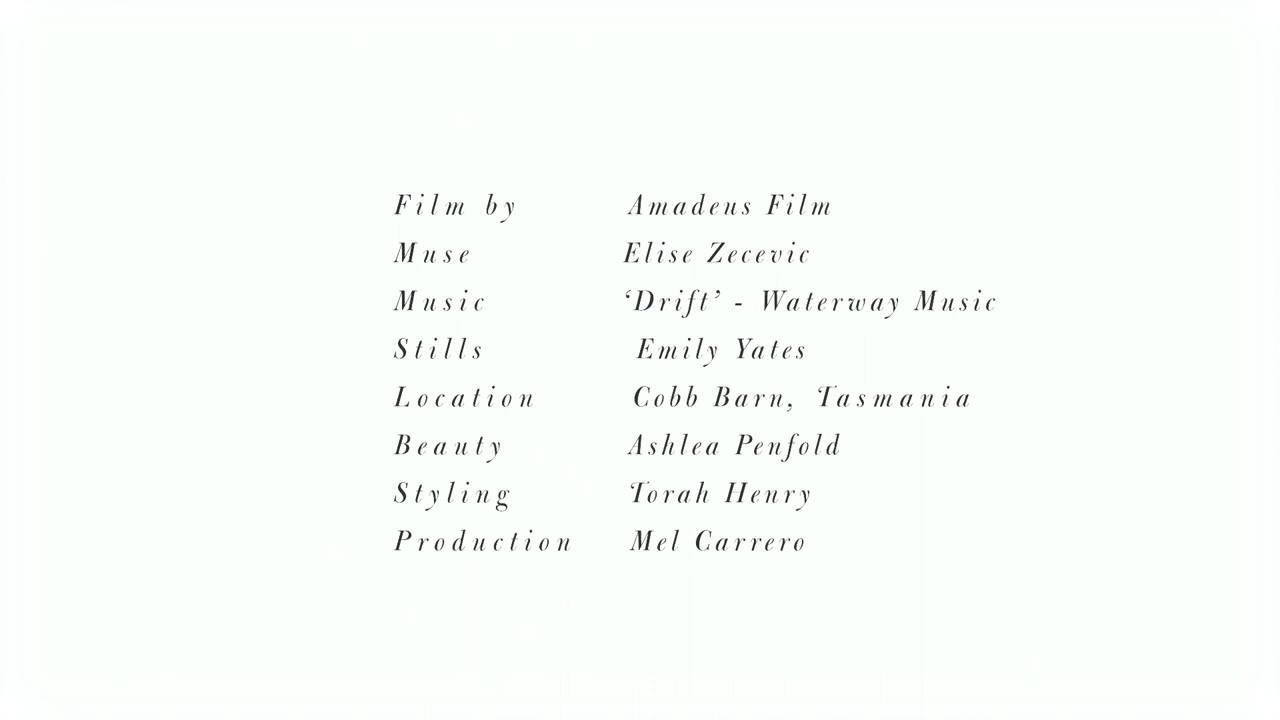 Film by Amadeus Film
Muse Elise Zecevic
Music ‘Drift’ - Waterway Music
Stills Emily Yates
Location Cobb Barn, Tasmania
Beauty Ashlea Penfold
Styling Torah Henry
Production Mel Carrero